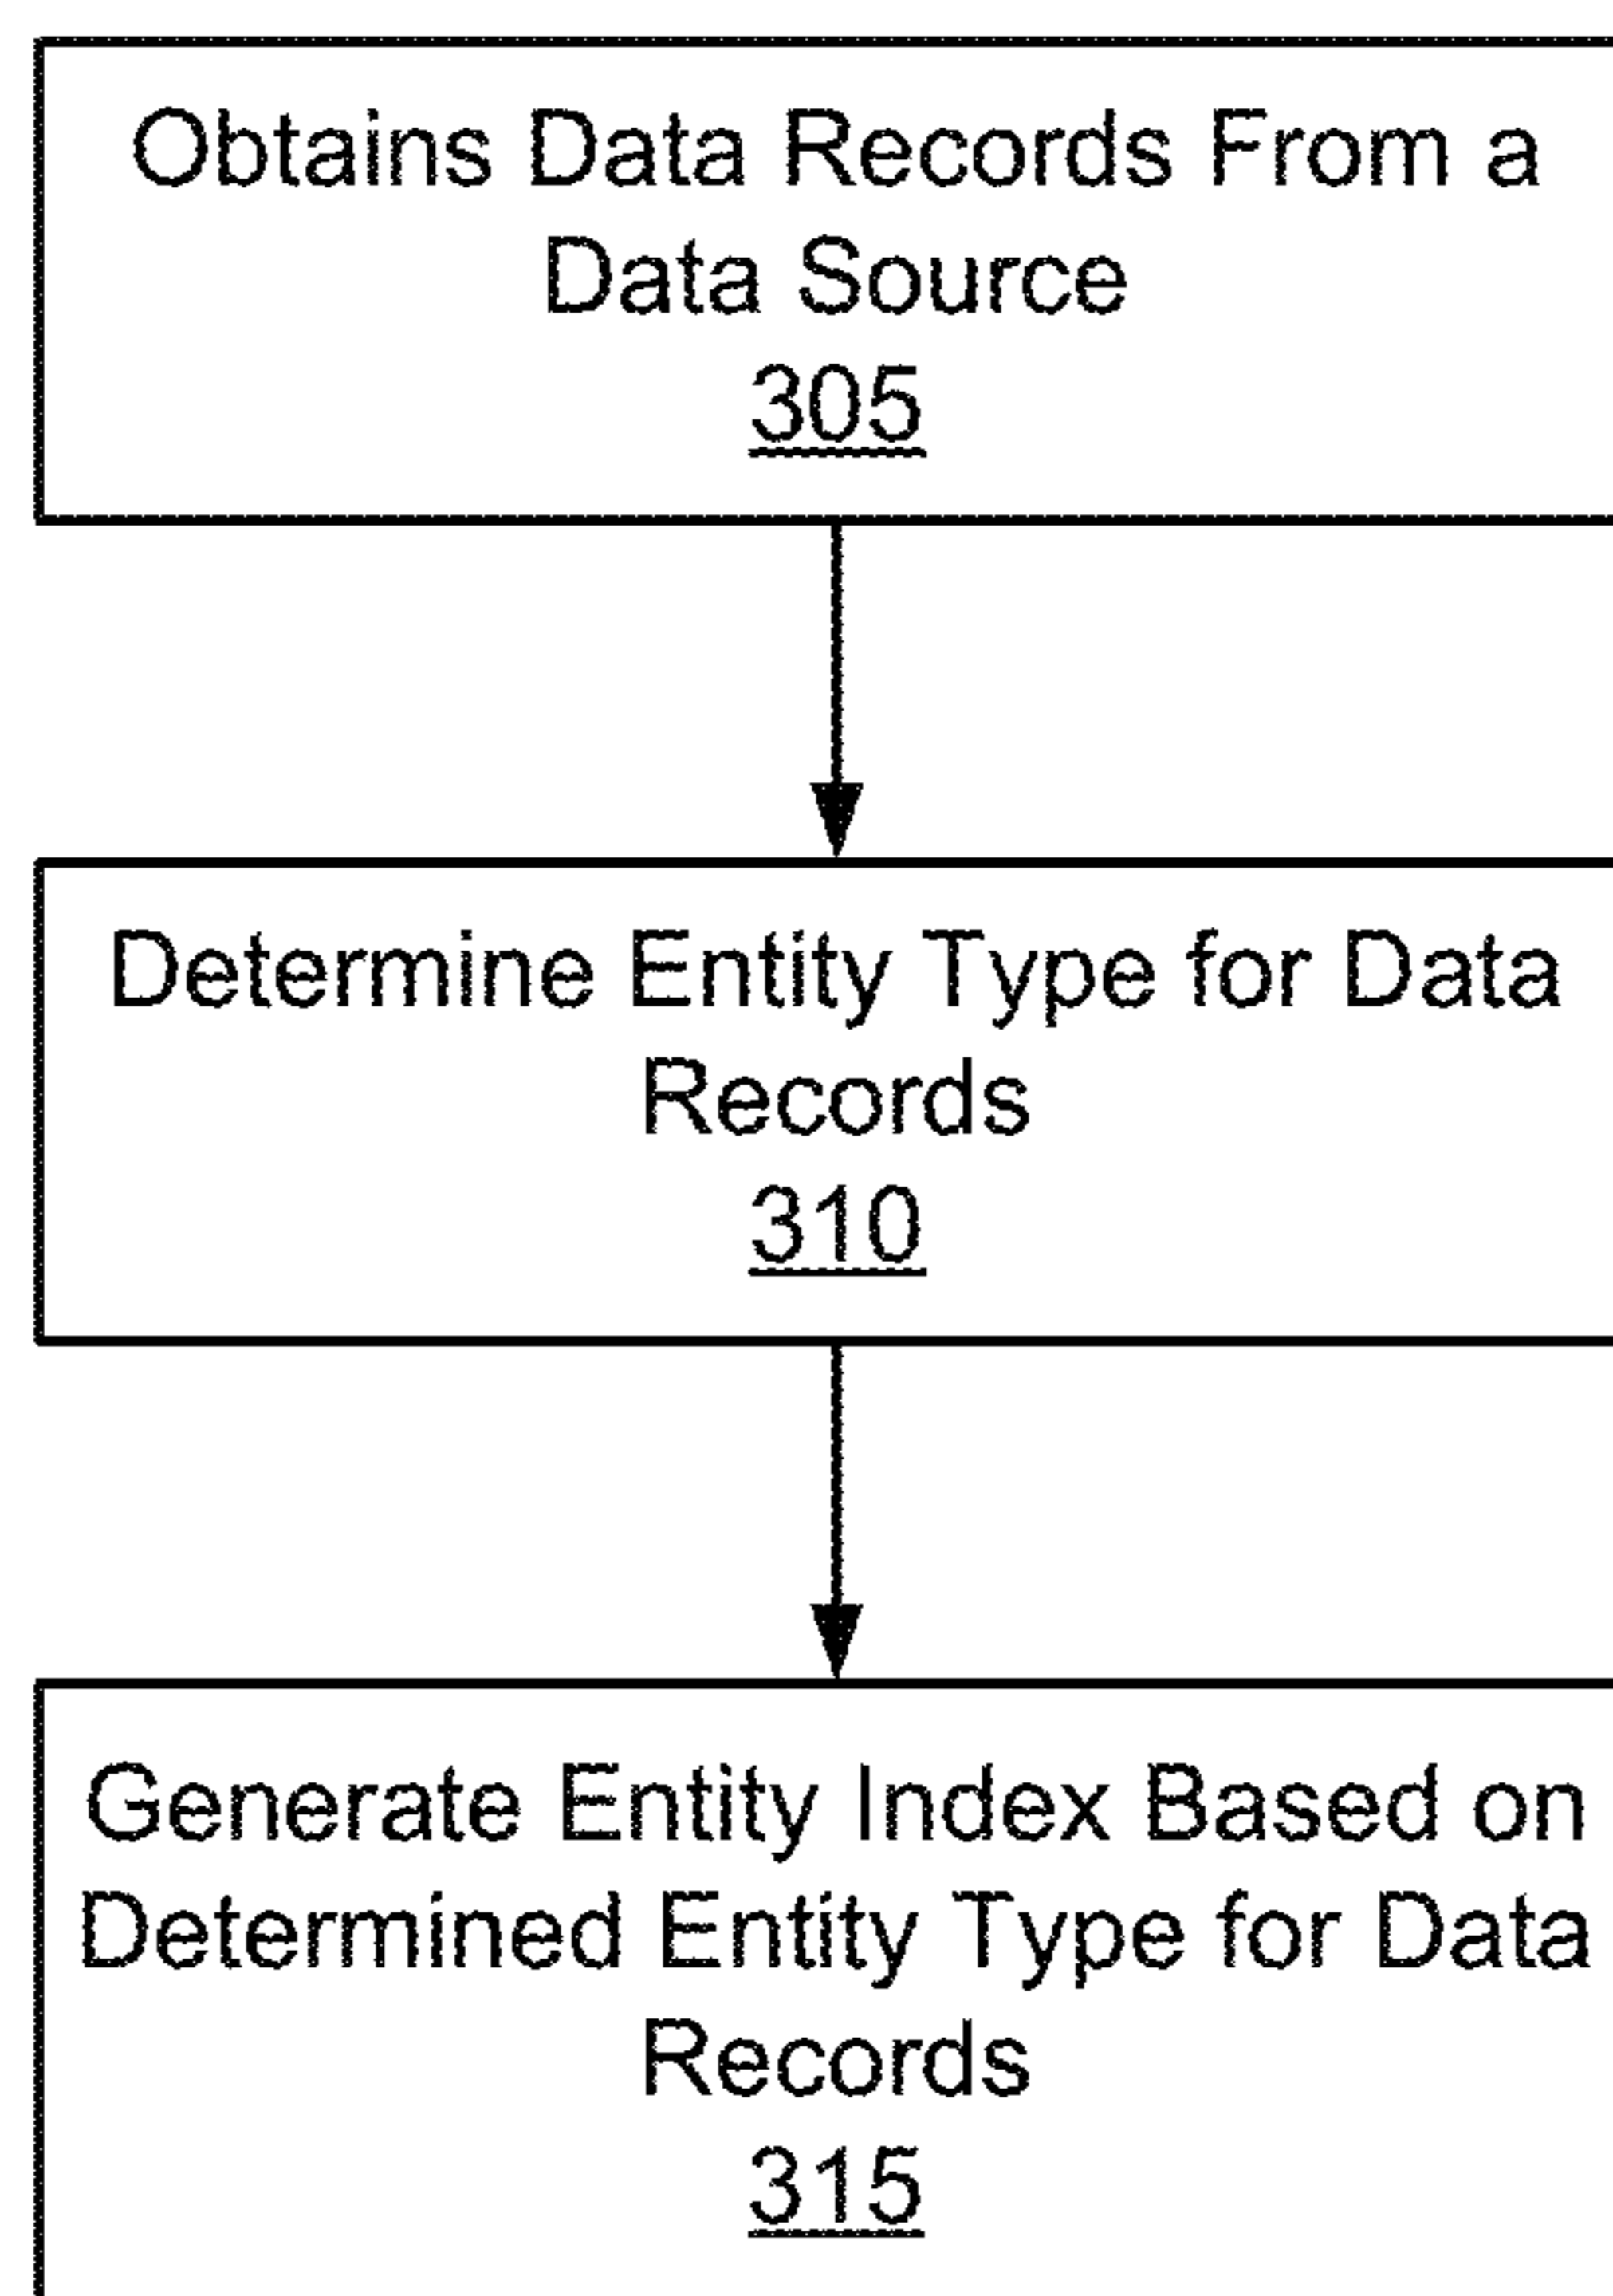 Obtains Data Records From a
Data Source
305
Determine Entity Type for Data
Records
310
Generate Entity Index Based on
Determined Entity Type for Data
Records
315